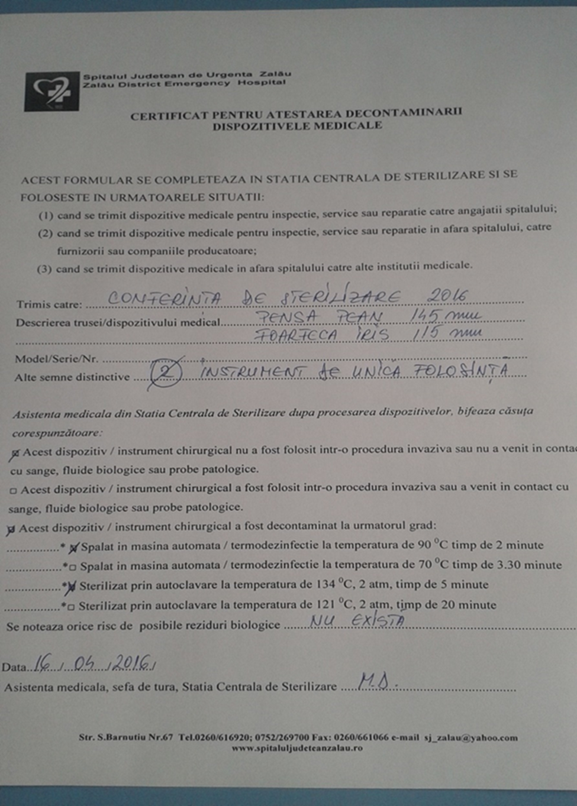 Spitalul Judetean de Urgenta Zalău
Zalău District Emergency Hospital
CERTIFICAT PENTRU ATESTAREA DECONTAMINARII
DISPOZITIVELE MEDICALE
ACEST FORMULAR SE COMPLETEAZA IN STATIA CENTRALA DE STERILIZARE SI SE
FOLOSESTE IN URMATOARELE SITUATII:
(1) cand se trimit dispozitive medicale pentru inspectie, service sau reparatie catre angajatii spitalului;
(2) cand se trimit dispozitive medicale pentru inspectie, service sau reparatie in afara spitalului, catre
furnizorii sau companiile producatoare;
(3) cand se trimit dispozitive medicale in afara spitalului catre alte institutii medicale.
Trimis catre: CONFERINTA DE STERILIZARE 2016
Descrierea trusei/dispozitivului medical PENSA PEAN 145 mm
FOARFECA IRIS 115 mm
Model/Serie/Nr.
Alte semne distinctive 2 INSTRUMENT de UNICĂ FOLOSINȚĂ
Asistenta medicala din Statia Centrala de Sterilizare dupa procesarea dispozitivelor, bifeaza căsuța
corespunzătoare:
Acest dispozitiv / instrument chirurgical nu a fost folosit intr-o procedura invaziva sau nu a venit in contac
cu sange, fluide biologice sau probe patologice.
□ Acest dispozitiv / instrument chirurgical a fost folosit intr-o procedura invaziva sau a venit in contact cu
sange, fluide biologice sau probe patologice.
Acest dispozitiv / instrument chirurgical a fost decontaminat la urmatorul grad:
* Spalat in masina automata / termodezinfectie la temperatura de 90 ⁰C timp de 2 minute
*□ Spalat in masina automata / termodezinfectie la temperatura de 70 ⁰C timp de 3.30 minute
* Sterilizat prin autoclavare la temperatura de 134 ⁰C, 2 atm, timp de 5 minute
*□ Sterilizat prin autoclavare la temperatura de 121 ⁰C, 2 atm, timp de 20 minute
Se noteaza orice risc de posibile reziduri biologice NU EXISTA
Data 16, 04, 2016,
Asistenta medicala, sefa de tura, Statia Centrala de Sterilizare M.D.
Str. S.Barnutiu Nr.67 Tel.0260/616920; 0752/269700 Fax: 0260/661066 e-mail sj_zalau@yahoo.com
www.spitaluljudeteanzalau.ro